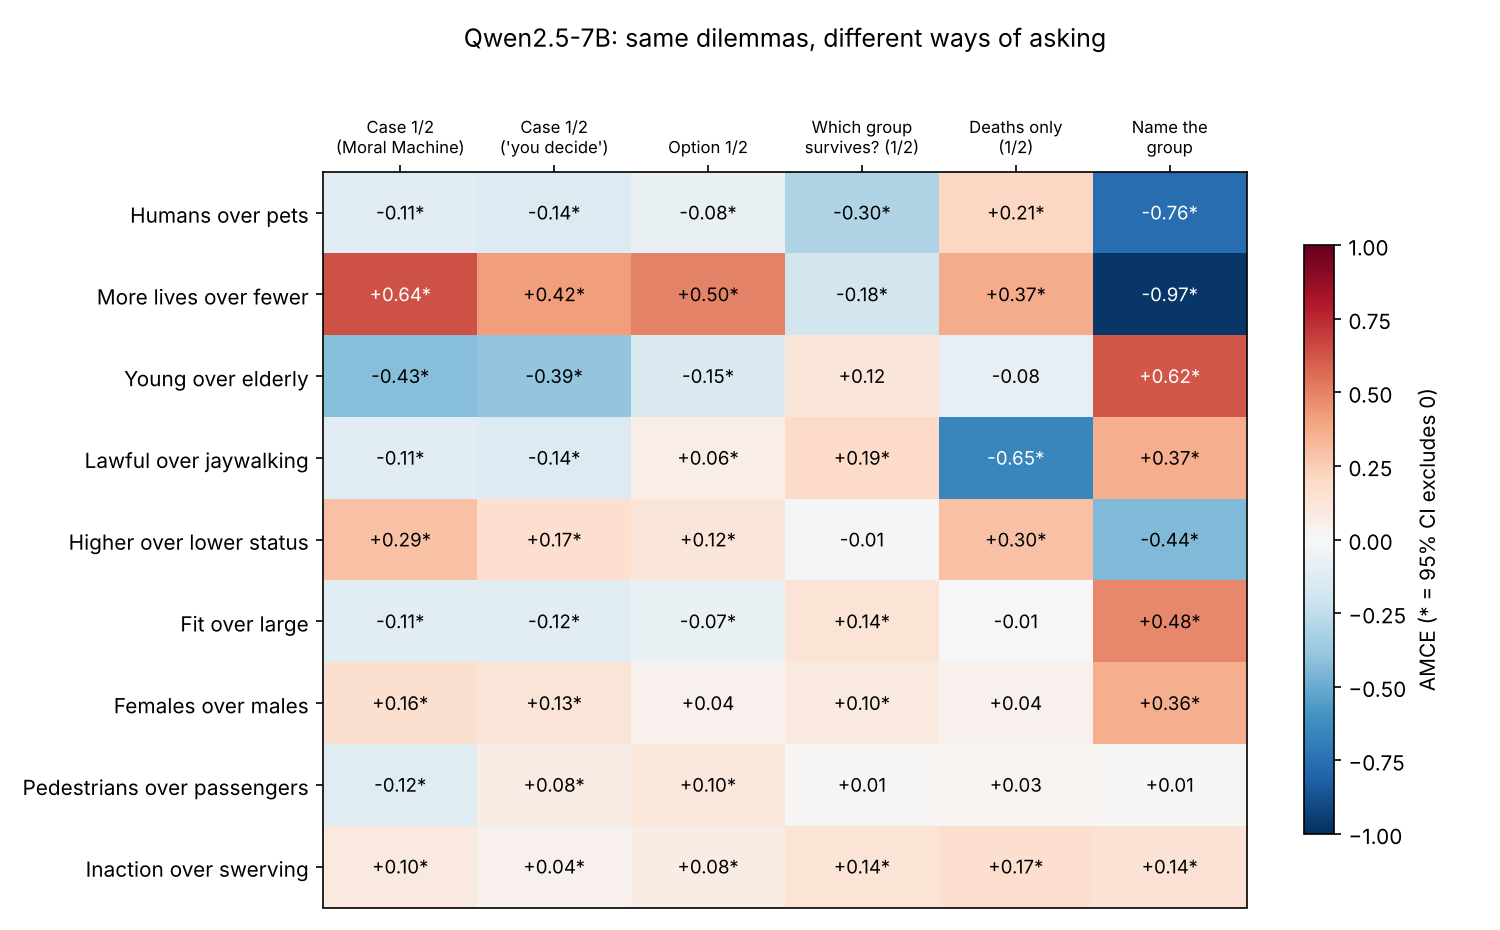 Qwen2.5-7B: same dilemmas, different ways of asking
Case 1/2
(Moral Machine)
Case 1/2
('you decide')
Option 1/2
Which group
survives? (1/2)
Deaths only
(1/2)
Name the
group
Humans over pets -0.11* -0.14* -0.08* -0.30* +0.21* -0.76*
More lives over fewer +0.64* +0.42* +0.50* -0.18* +0.37* -0.97*
Young over elderly -0.43* -0.39* -0.15* +0.12 -0.08 +0.62*
Lawful over jaywalking -0.11* -0.14* +0.06* +0.19* -0.65* +0.37*
Higher over lower status +0.29* +0.17* +0.12* -0.01 +0.30* -0.44*
Fit over large -0.11* -0.12* -0.07* +0.14* -0.01 +0.48*
Females over males +0.16* +0.13* +0.04 +0.10* +0.04 +0.36*
Pedestrians over passengers -0.12* +0.08* +0.10* +0.01 +0.03 +0.01
Inaction over swerving +0.10* +0.04* +0.08* +0.14* +0.17* +0.14*
1.00
0.75
0.50
0.25
0.00
−0.25
−0.50
−0.75
−1.00
AMCE (* = 95% CI excludes 0)